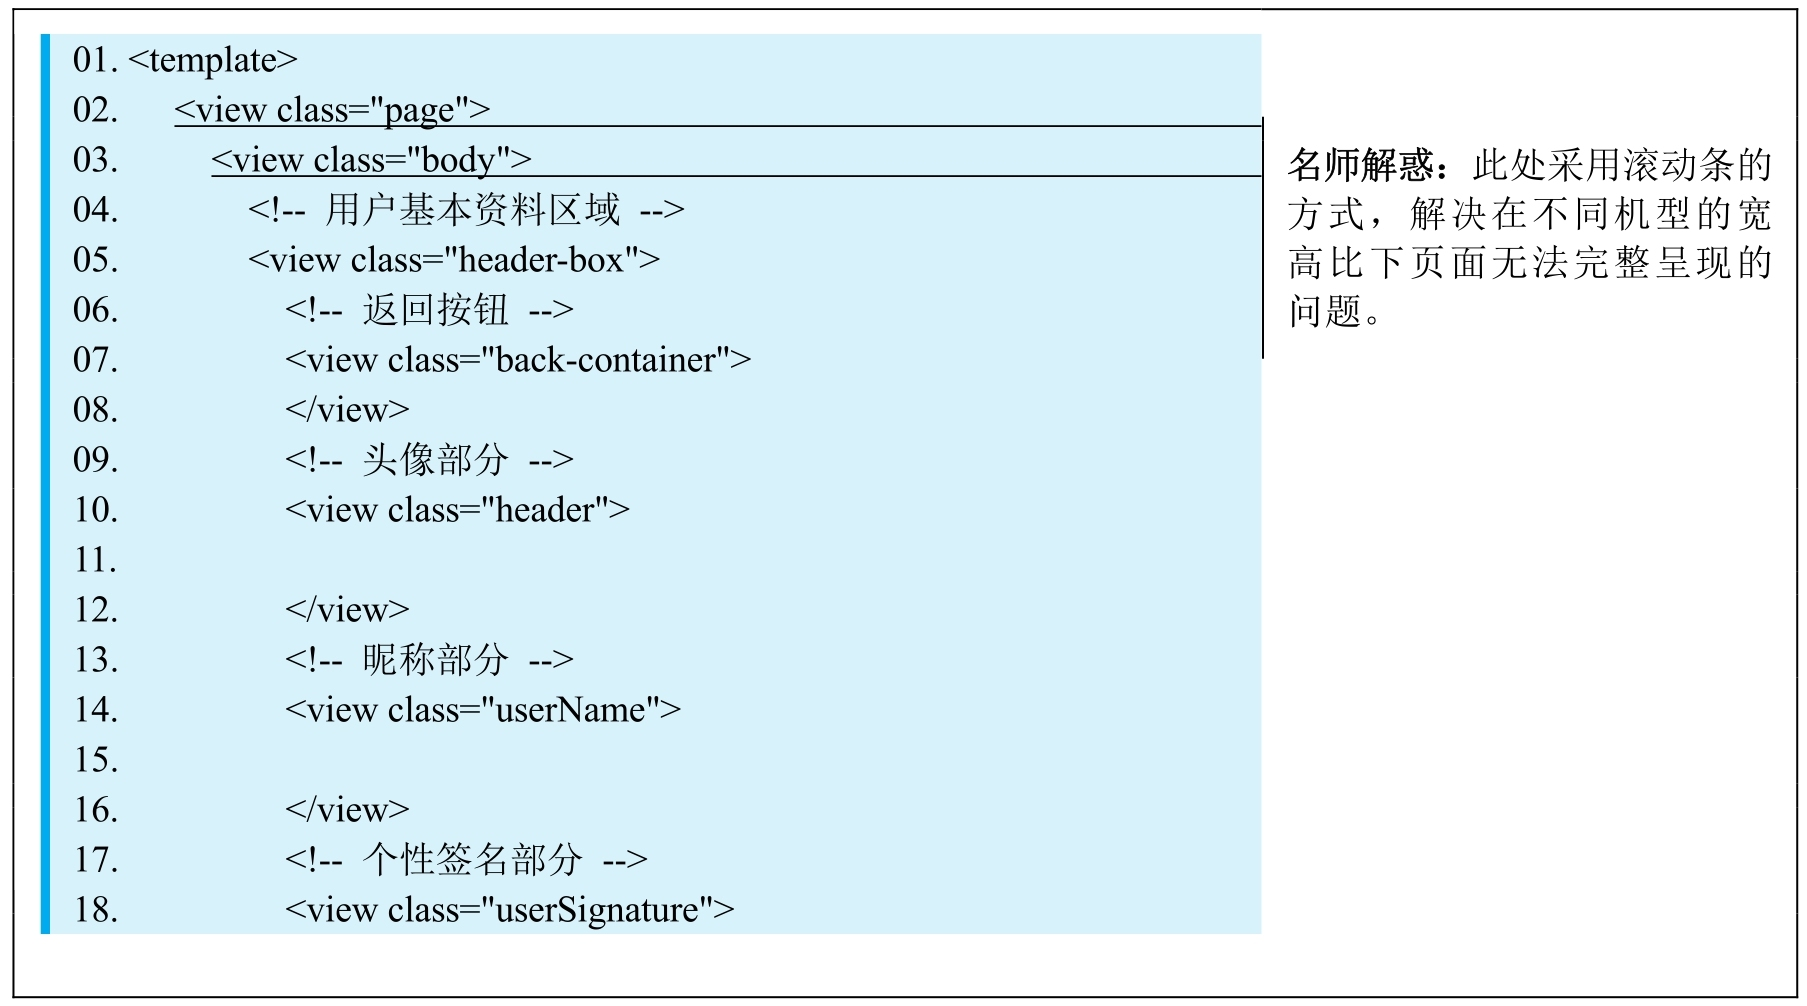 01. <template>
02. <view class="page">
03. <view class="body">
04. <!-- 用户基本资料区域 -->
05. <view class="header-box">
06. <!-- 返回按钮 -->
07. <view class="back-container">
08. </view>
09. <!-- 头像部分 -->
10. <view class="header">
11.
12. </view>
13. <!-- 昵称部分 -->
14. <view class="userName">
15.
16. </view>
17. <!-- 个性签名部分 -->
18. <view class="userSignature">
名师解惑：此处采用滚动条的
方式，解决在不同机型的宽
高比下页面无法完整呈现的
问题。